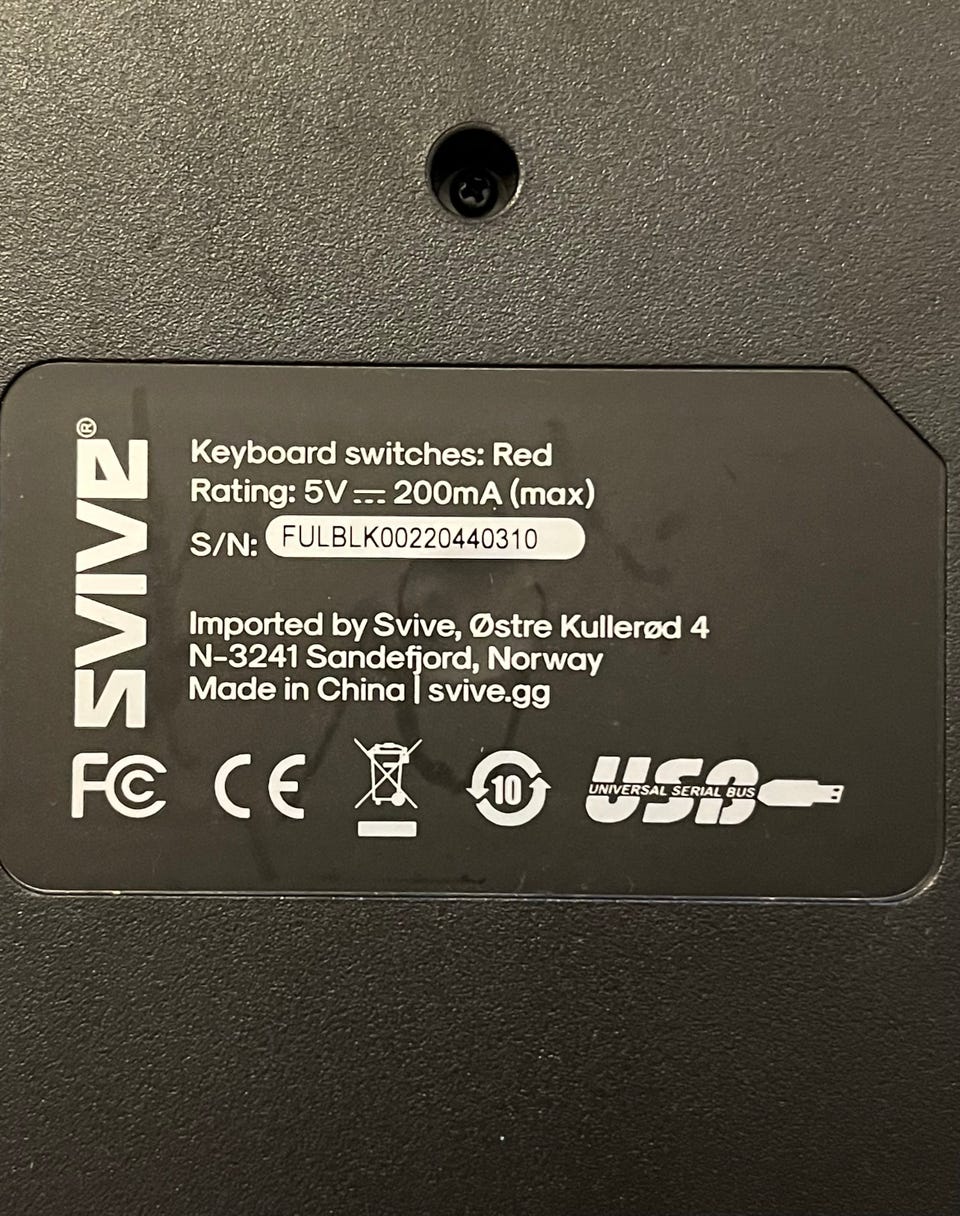 SVIVE®
Keyboard switches: Red
Rating: 5V ⎓ 200mA (max)
S/N: FULBLK00220440310
Imported by Svive, Østre Kullerød 4
N-3241 Sandefjord, Norway
Made in China | svive.gg
FC CE 10 USB
UNIVERSAL SERIAL BUS